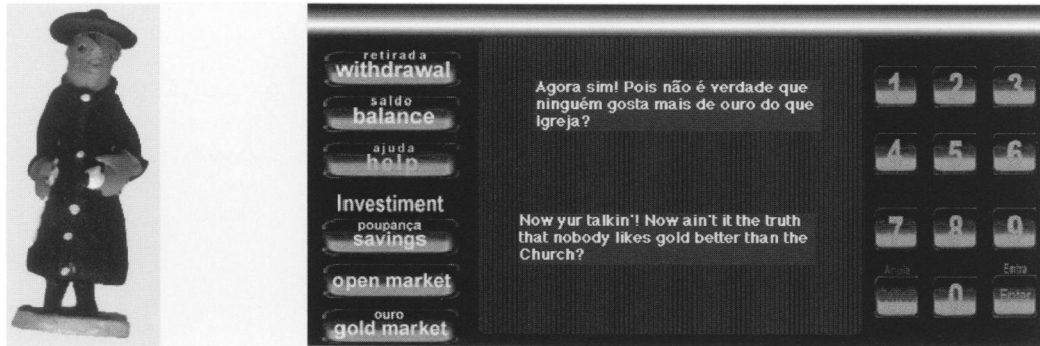 retirada
withdrawal
saldo
balance
ajuda
help
Investiment
poupança
savings
open market
ouro
gold market
Agora sim! Pois não é verdade que
ninguém gosta mais de ouro do que
Igreja?
Now yur talkin'! Now ain't it the truth
that nobody likes gold better than the
Church?
1 2 3
4 5 6
7 8 9
Anula Entra
0 Enter